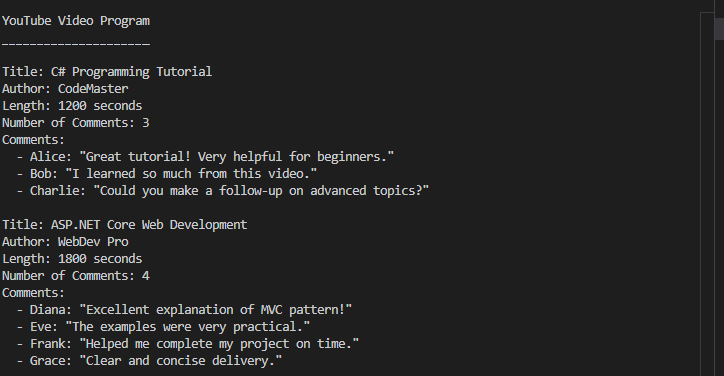 YouTube Video Program
_____________________
Title: C# Programming Tutorial
Author: CodeMaster
Length: 1200 seconds
Number of Comments: 3
Comments:
- Alice: "Great tutorial! Very helpful for beginners."
- Bob: "I learned so much from this video."
- Charlie: "Could you make a follow-up on advanced topics?"
Title: ASP.NET Core Web Development
Author: WebDev Pro
Length: 1800 seconds
Number of Comments: 4
Comments:
- Diana: "Excellent explanation of MVC pattern!"
- Eve: "The examples were very practical."
- Frank: "Helped me complete my project on time."
- Grace: "Clear and concise delivery."